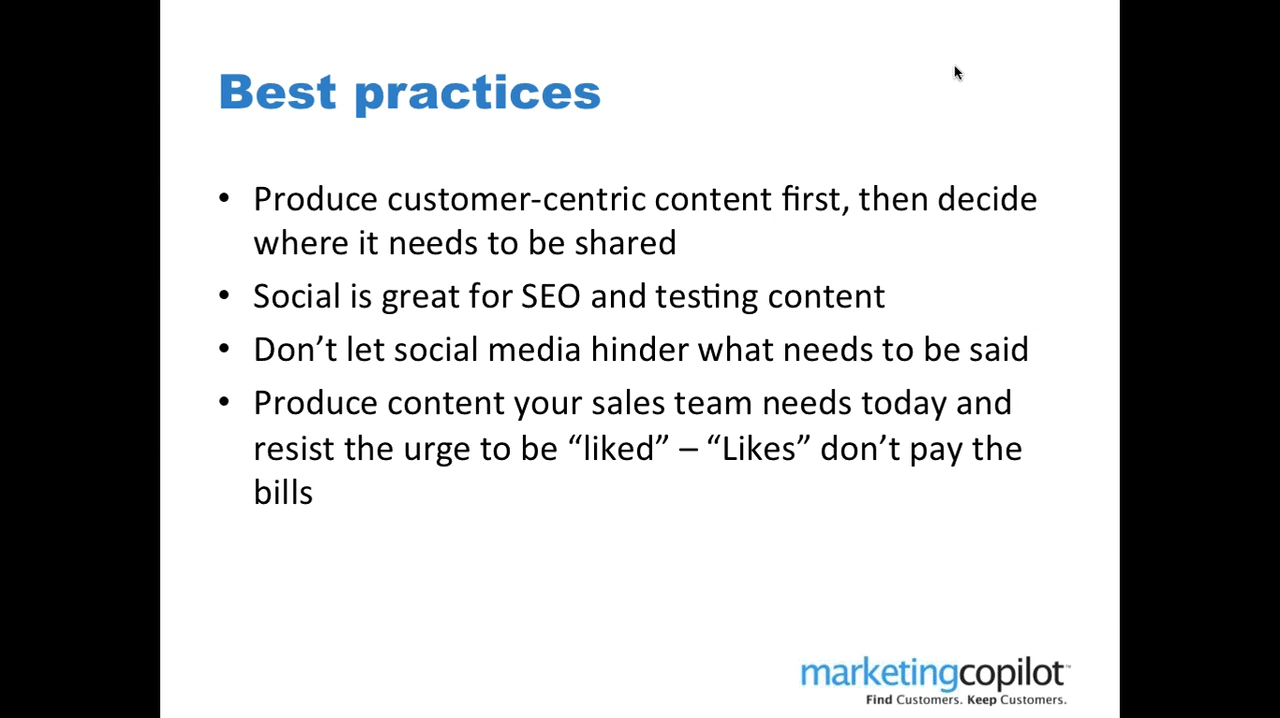 Best practices
• Produce customer-centric content first, then decide
where it needs to be shared
• Social is great for SEO and testing content
• Don’t let social media hinder what needs to be said
• Produce content your sales team needs today and
resist the urge to be “liked” – “Likes” don’t pay the
bills
marketingcopilot™
Find Customers. Keep Customers.